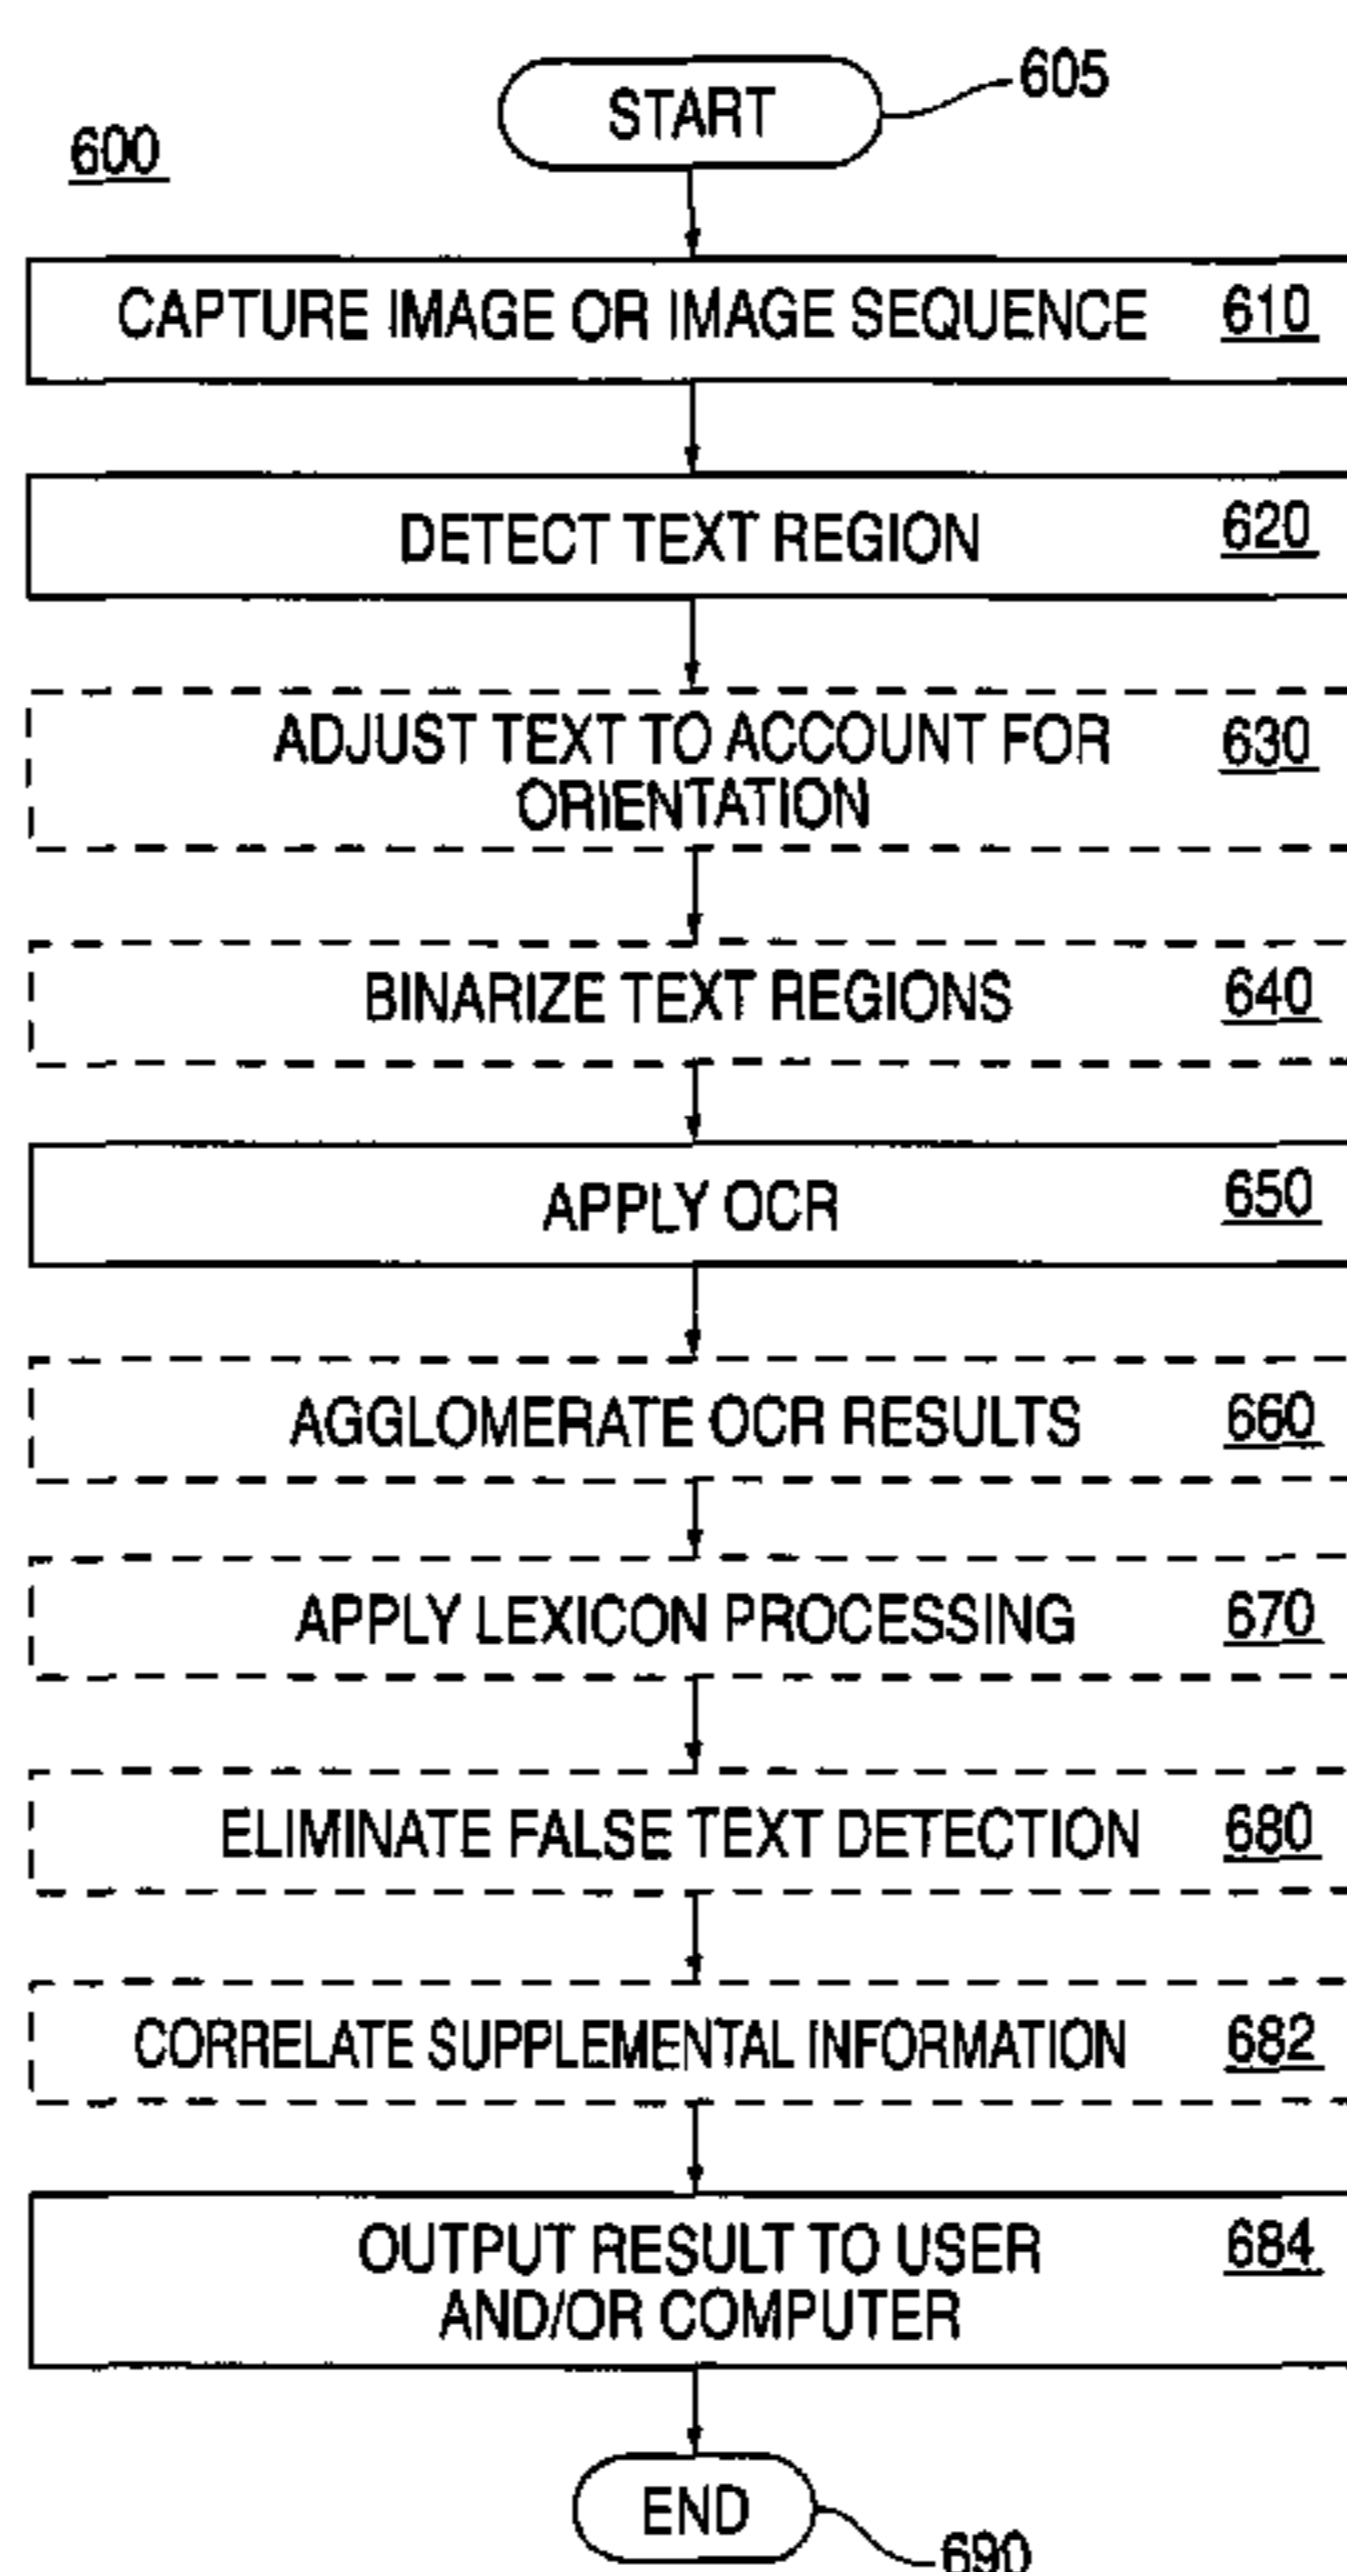 START
605
600
CAPTURE IMAGE OR IMAGE SEQUENCE 610
DETECT TEXT REGION 620
ADJUST TEXT TO ACCOUNT FOR 630
ORIENTATION
BINARIZE TEXT REGIONS 640
APPLY OCR 650
AGGLOMERATE OCR RESULTS 660
APPLY LEXICON PROCESSING 670
ELIMINATE FALSE TEXT DETECTION 680
CORRELATE SUPPLEMENTAL INFORMATION 682
OUTPUT RESULT TO USER 684
AND/OR COMPUTER
END
690